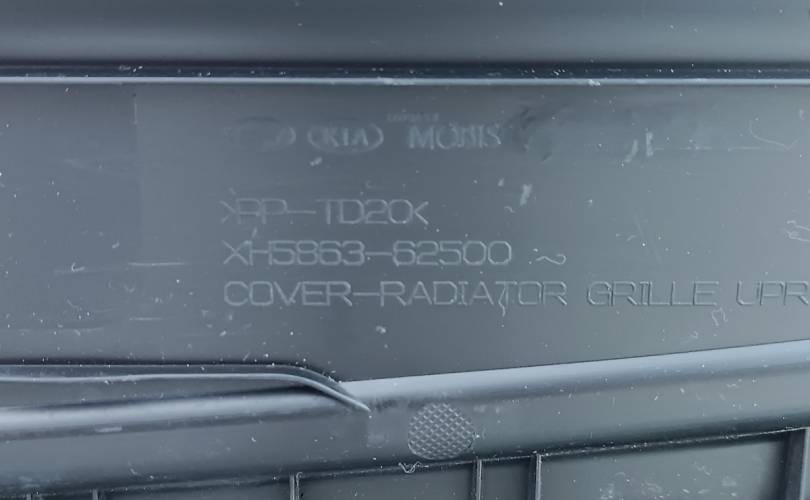 KIA MOBIS
>PP-TD20<
XH5863-62500
COVER-RADIATOR GRILLE UPR